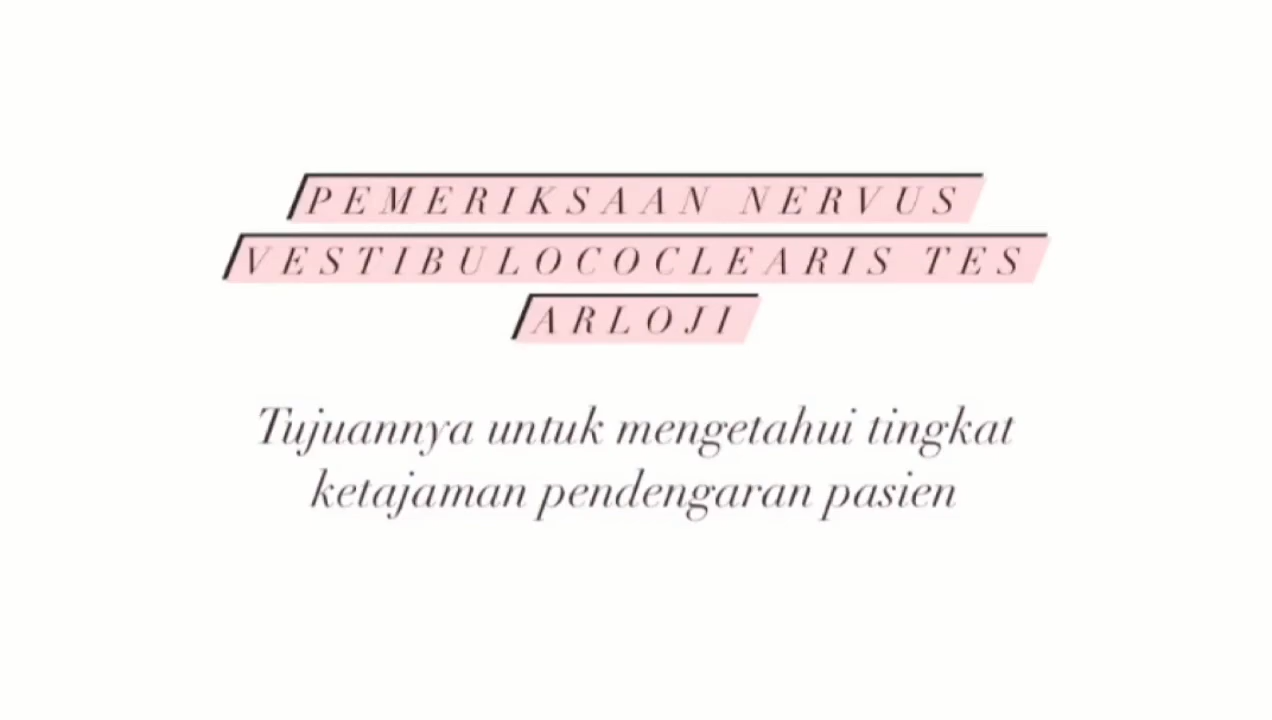 PEMERIKSAAN NERVUS
VESTIBULOCOCLEARIS TES
ARLOJI
Tujuannya untuk mengetahui tingkat
ketajaman pendengaran pasien